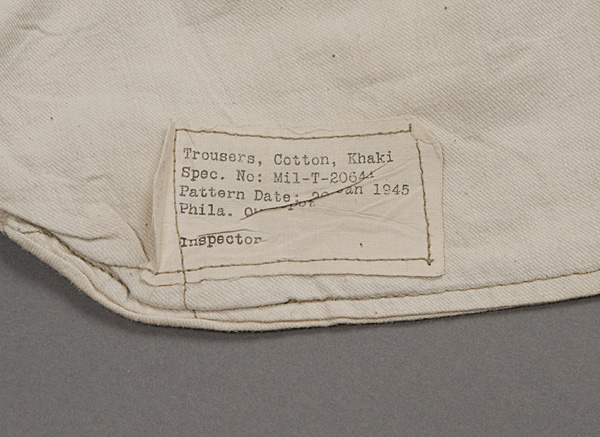 Trousers, Cotton, Khaki
Spec. No: Mil-T-2064
Pattern Date: Jan 1945
Phila.
Inspector